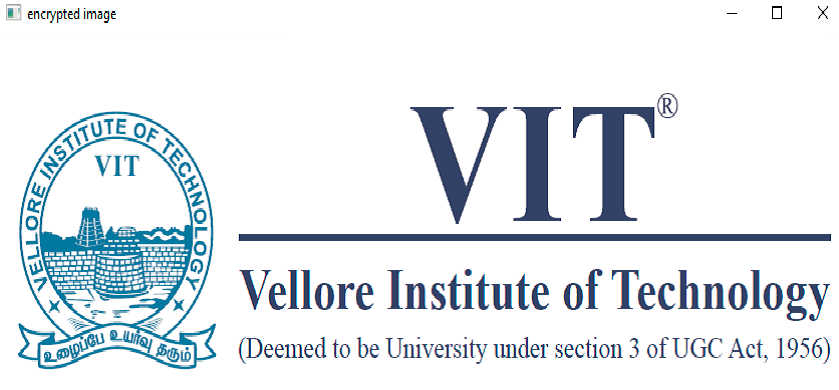 encrypted image
VELLORE INSTITUTE OF TECHNOLOGY
VIT
உழைப்பே உயர்வு தரும்
VIT®
Vellore Institute of Technology
(Deemed to be University under section 3 of UGC Act, 1956)